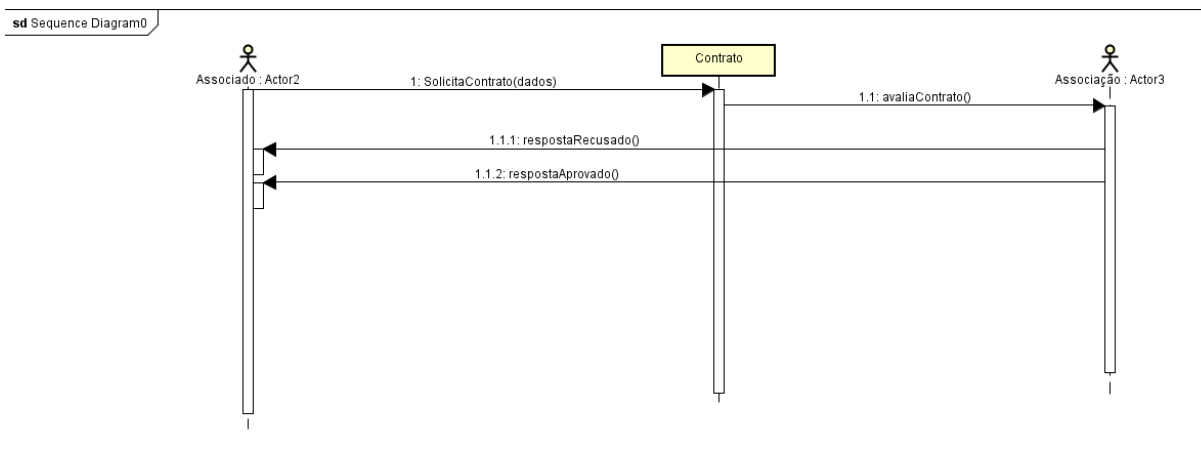 sd Sequence Diagram0
Associado : Actor2
Contrato
Associação : Actor3
1: SolicitaContrato(dados)
1.1: avaliaContrato()
1.1.1: respostaRecusado()
1.1.2: respostaAprovado()